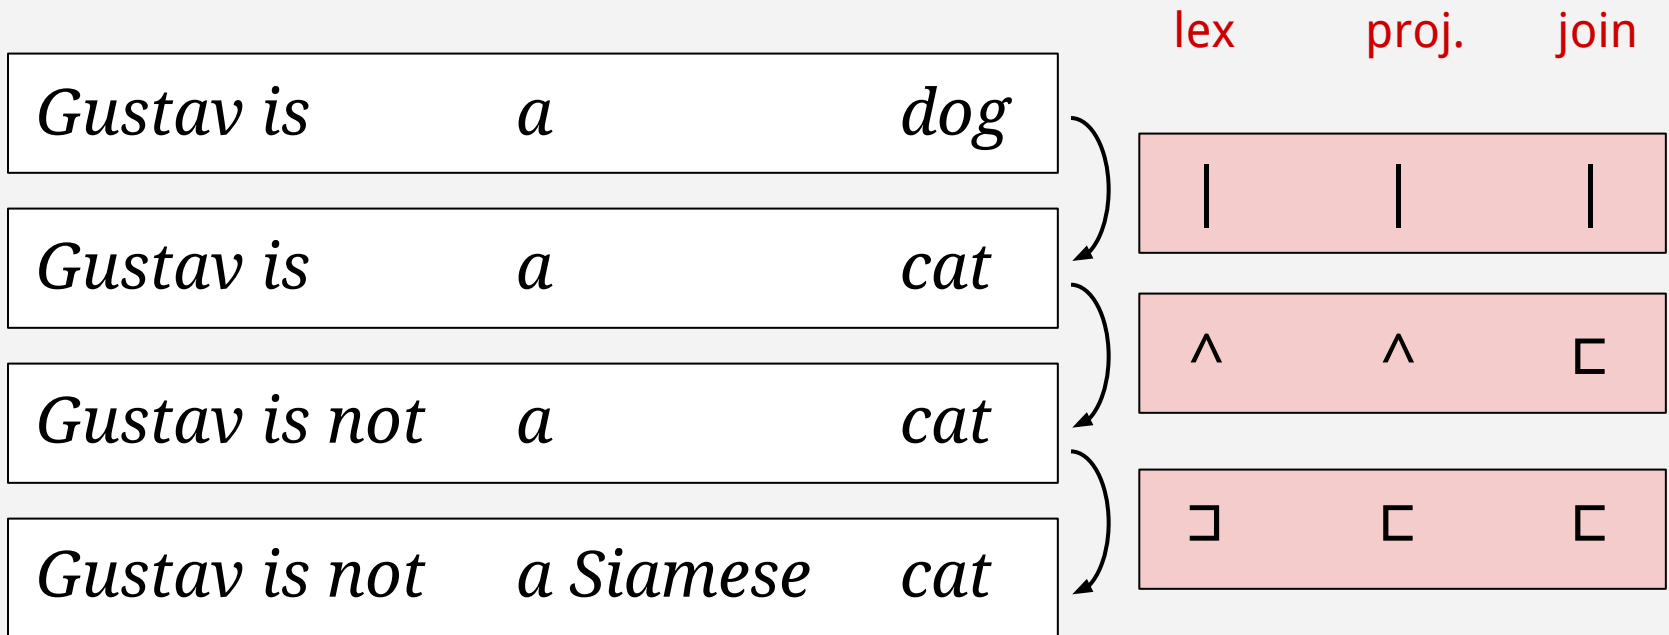 lex proj. join
Gustav is a dog
| | |
Gustav is a cat
^ ^ ⊏
Gustav is not a cat
⊐ ⊏ ⊏
Gustav is not a Siamese cat